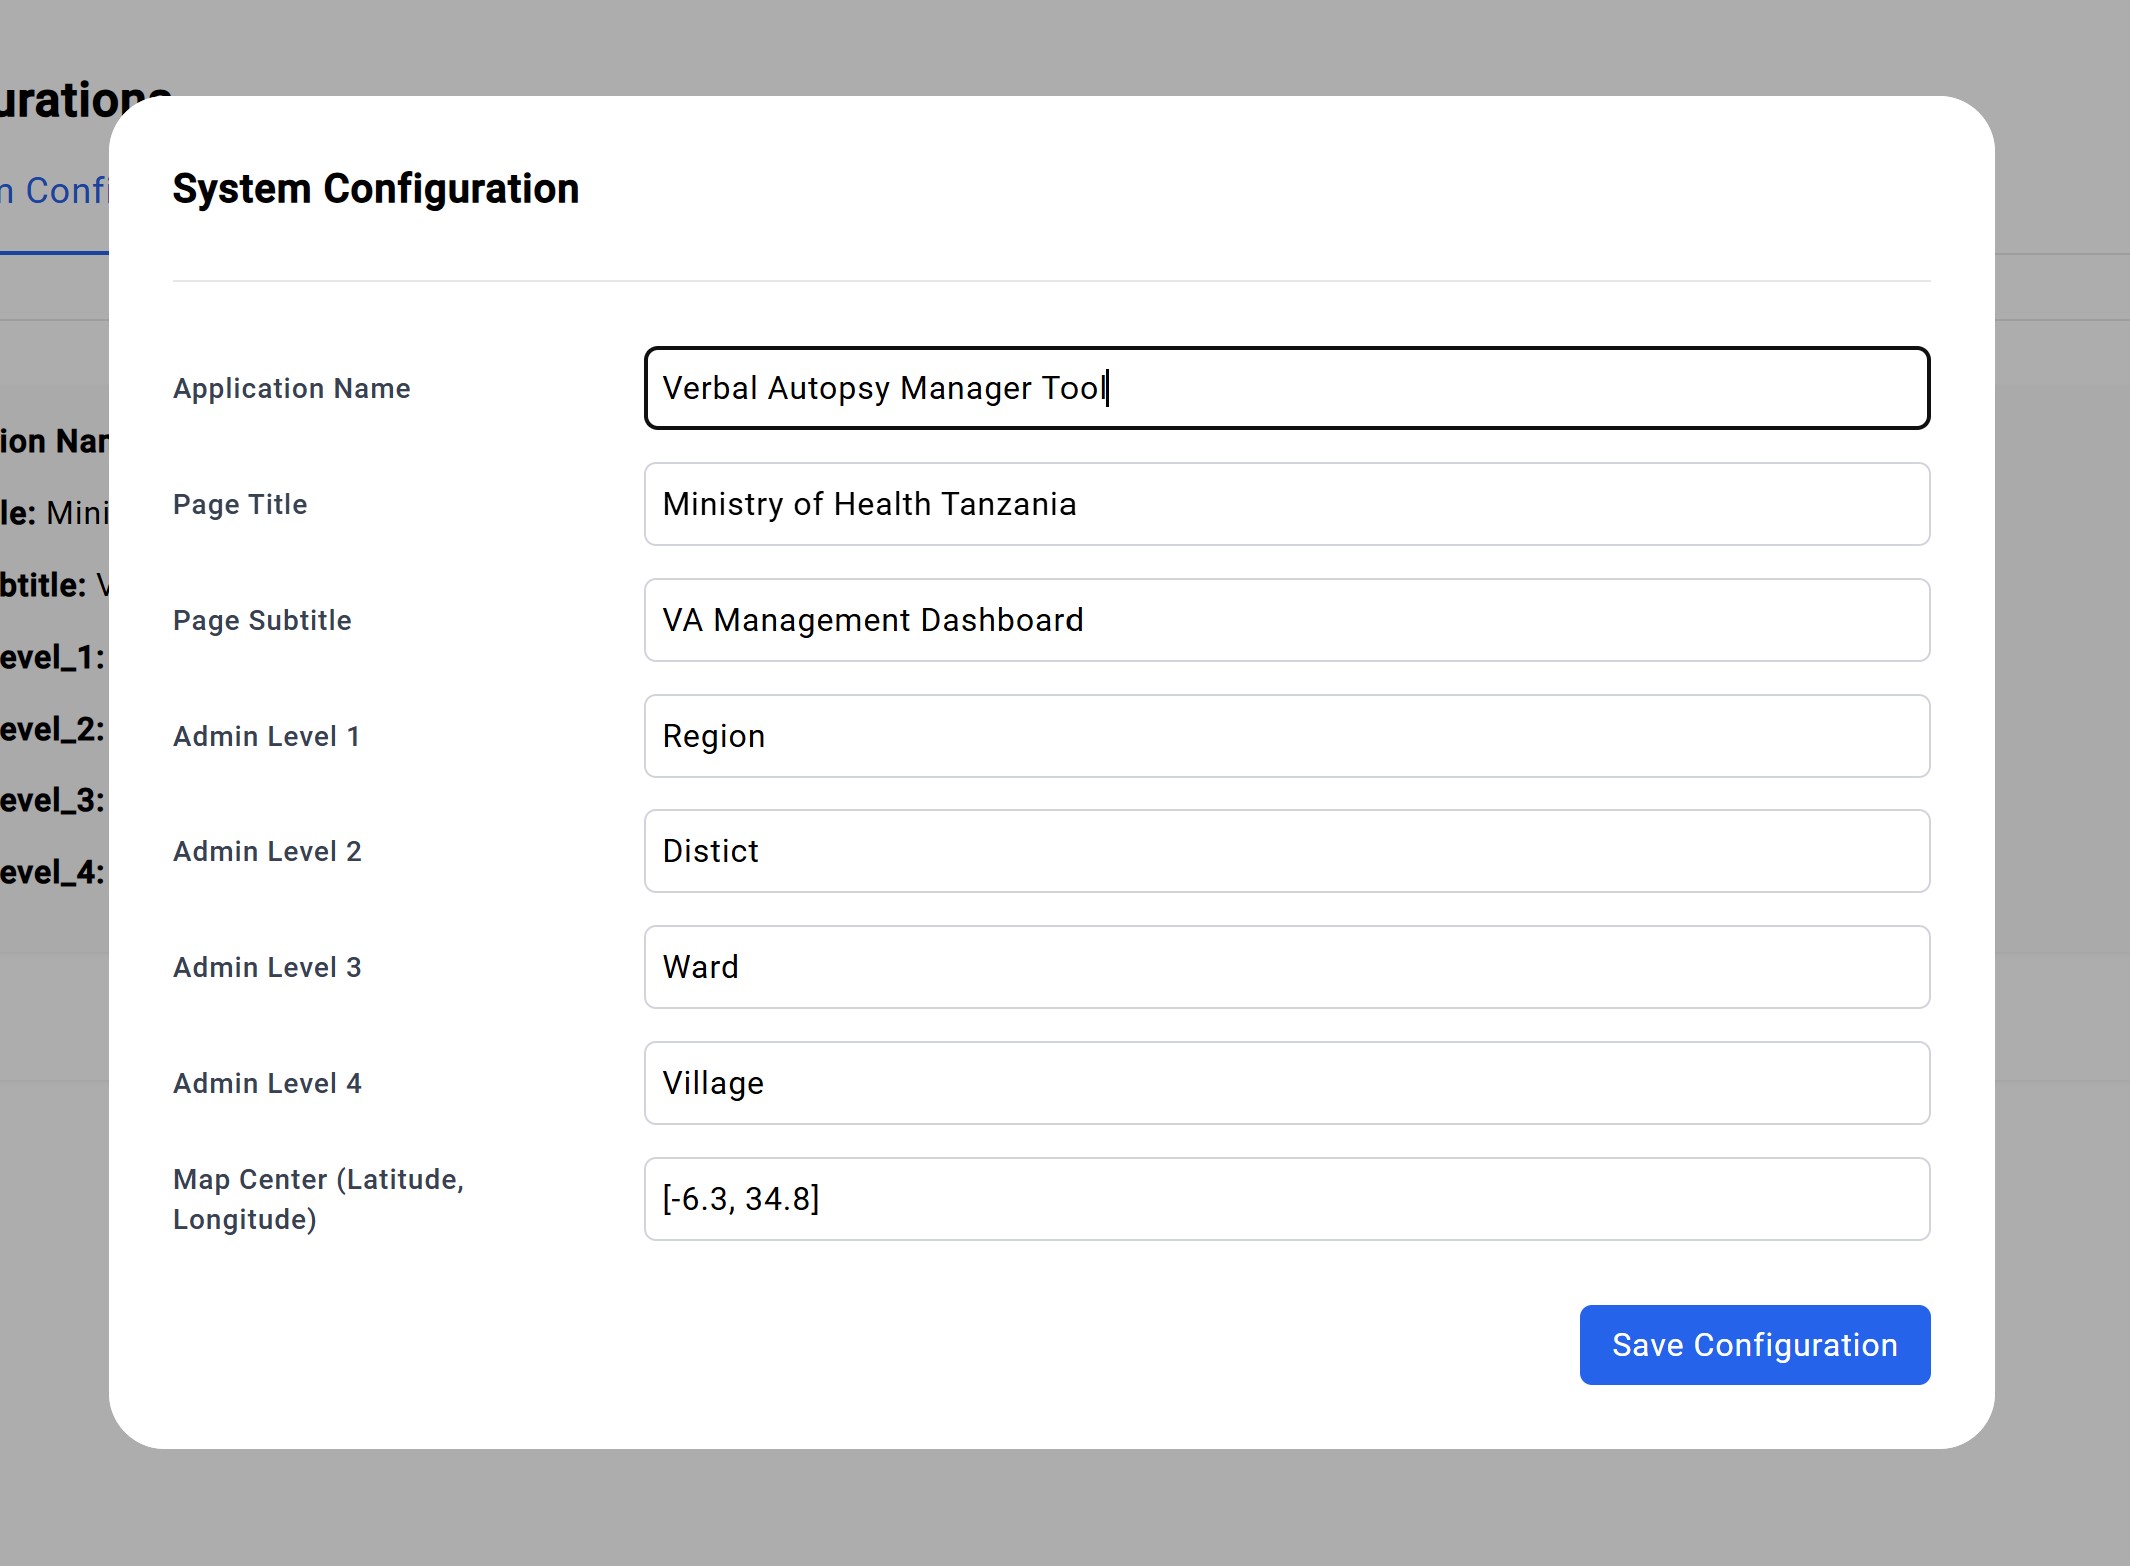 urations
System Configuration
m Confi
Application Name
Verbal Autopsy Manager Tool
ion Nam
Page Title
Ministry of Health Tanzania
le: Mini
Page Subtitle
VA Management Dashboard
btitle: V
evel_1:
Admin Level 1
Region
evel_2:
Admin Level 2
Distict
evel_3:
evel_4:
Admin Level 3
Ward
Admin Level 4
Village
Map Center (Latitude,
Longitude)
[-6.3, 34.8]
Save Configuration